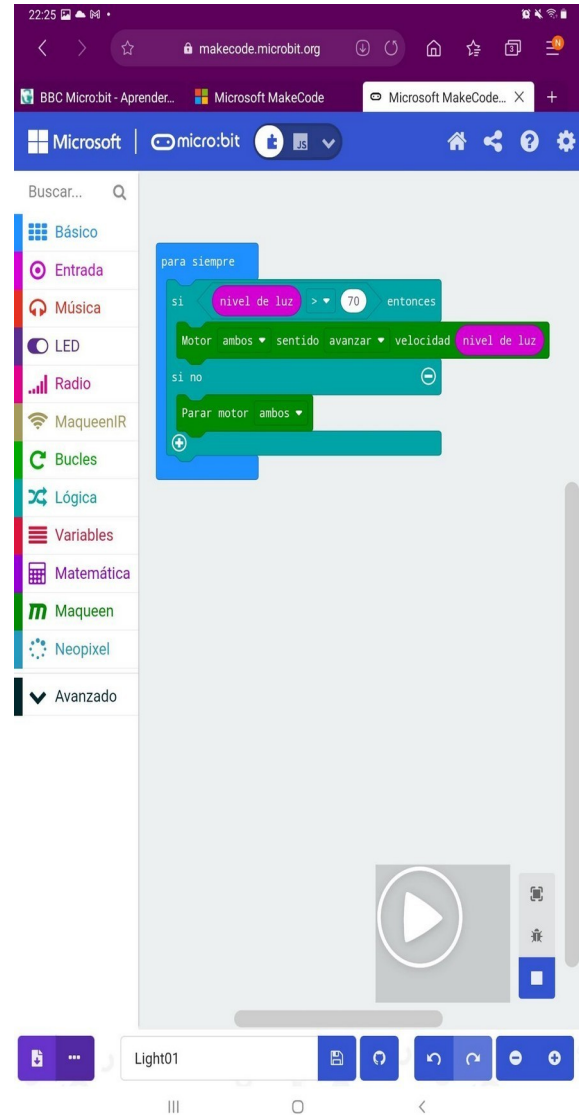 22:25
makecode.microbit.org
3
N
BBC Micro:bit - Aprender...
Microsoft MakeCode
Microsoft MakeCode...
Microsoft
micro:bit
JS
Buscar...
Básico
Entrada
Música
LED
Radio
MaqueenIR
Bucles
Lógica
Variables
Matemática
Maqueen
Neopixel
Avanzado
para siempre
si nivel de luz > 70 entonces
Motor ambos sentido avanzar velocidad nivel de luz
si no
Parar motor ambos
Light01